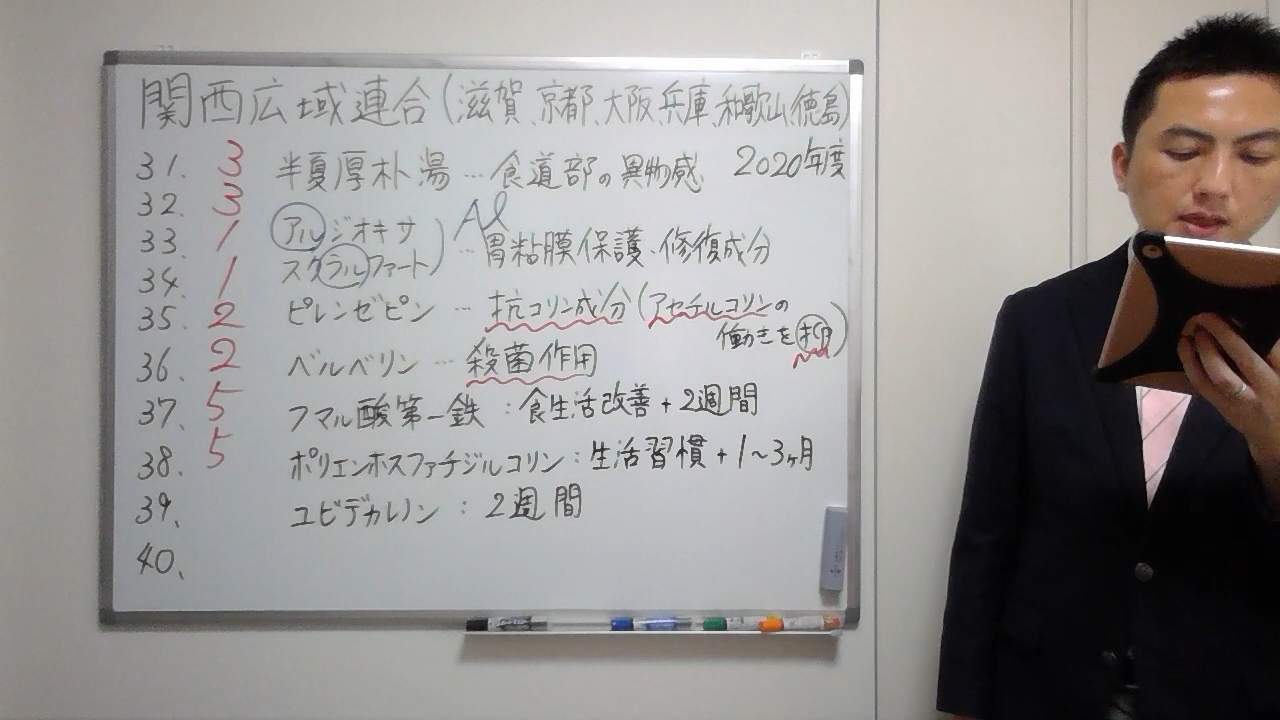 関西広域連合(滋賀、京都、大阪、兵庫、和歌山、徳島)
2020年度
31. 3 半夏厚朴湯…食道部の異物感
32. 3
アルジオキサ Al
33. 1 …胃粘膜保護・修復成分
34. 1 スクラルファート)
35. 2 ピレンゼピン…抗コリン成分(アセチルコリンの
働きを抑)
36. 2 ベルベリン…殺菌作用
37. 5 フマル酸第一鉄:食生活改善+2週間
38. 5 ポリエンホスファチジルコリン:生活習慣+1~3ヶ月
39. ユビデカレノン:2週間
40.